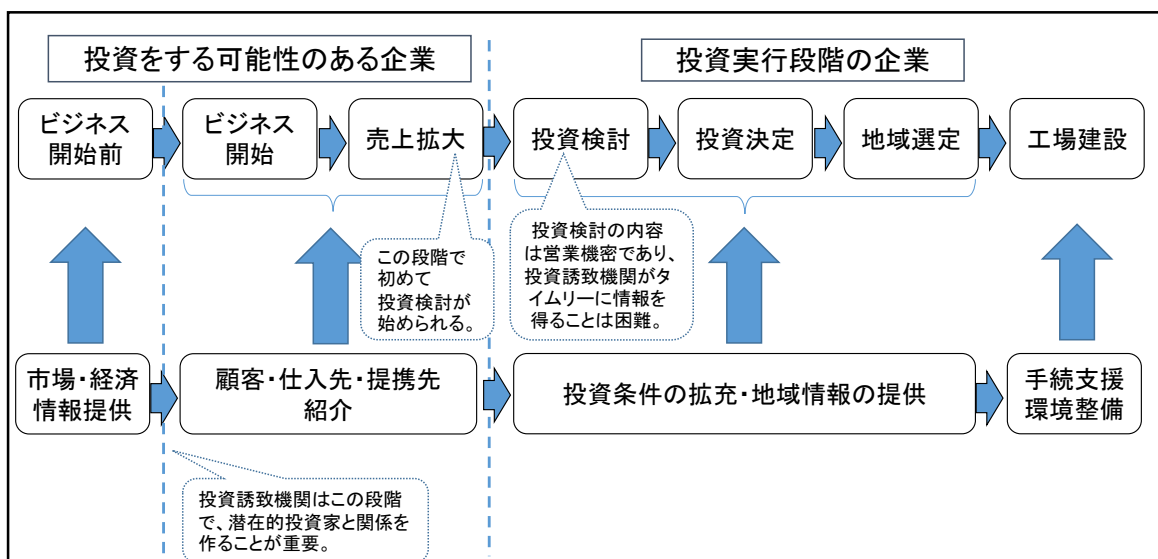 投資をする可能性のある企業
投資実行段階の企業
ビジネス
開始前
ビジネス
開始
売上拡大
投資検討
投資決定
地域選定
工場建設
この段階で
初めて
投資検討が
始められる。
投資検討の内容
は営業機密であり、
投資誘致機関がタ
イムリーに情報を
得ることは困難。
市場・経済
情報提供
顧客・仕入先・提携先
紹介
投資条件の拡充・地域情報の提供
手続支援
環境整備
投資誘致機関はこの段階
で、潜在的投資家と関係を
作ることが重要。